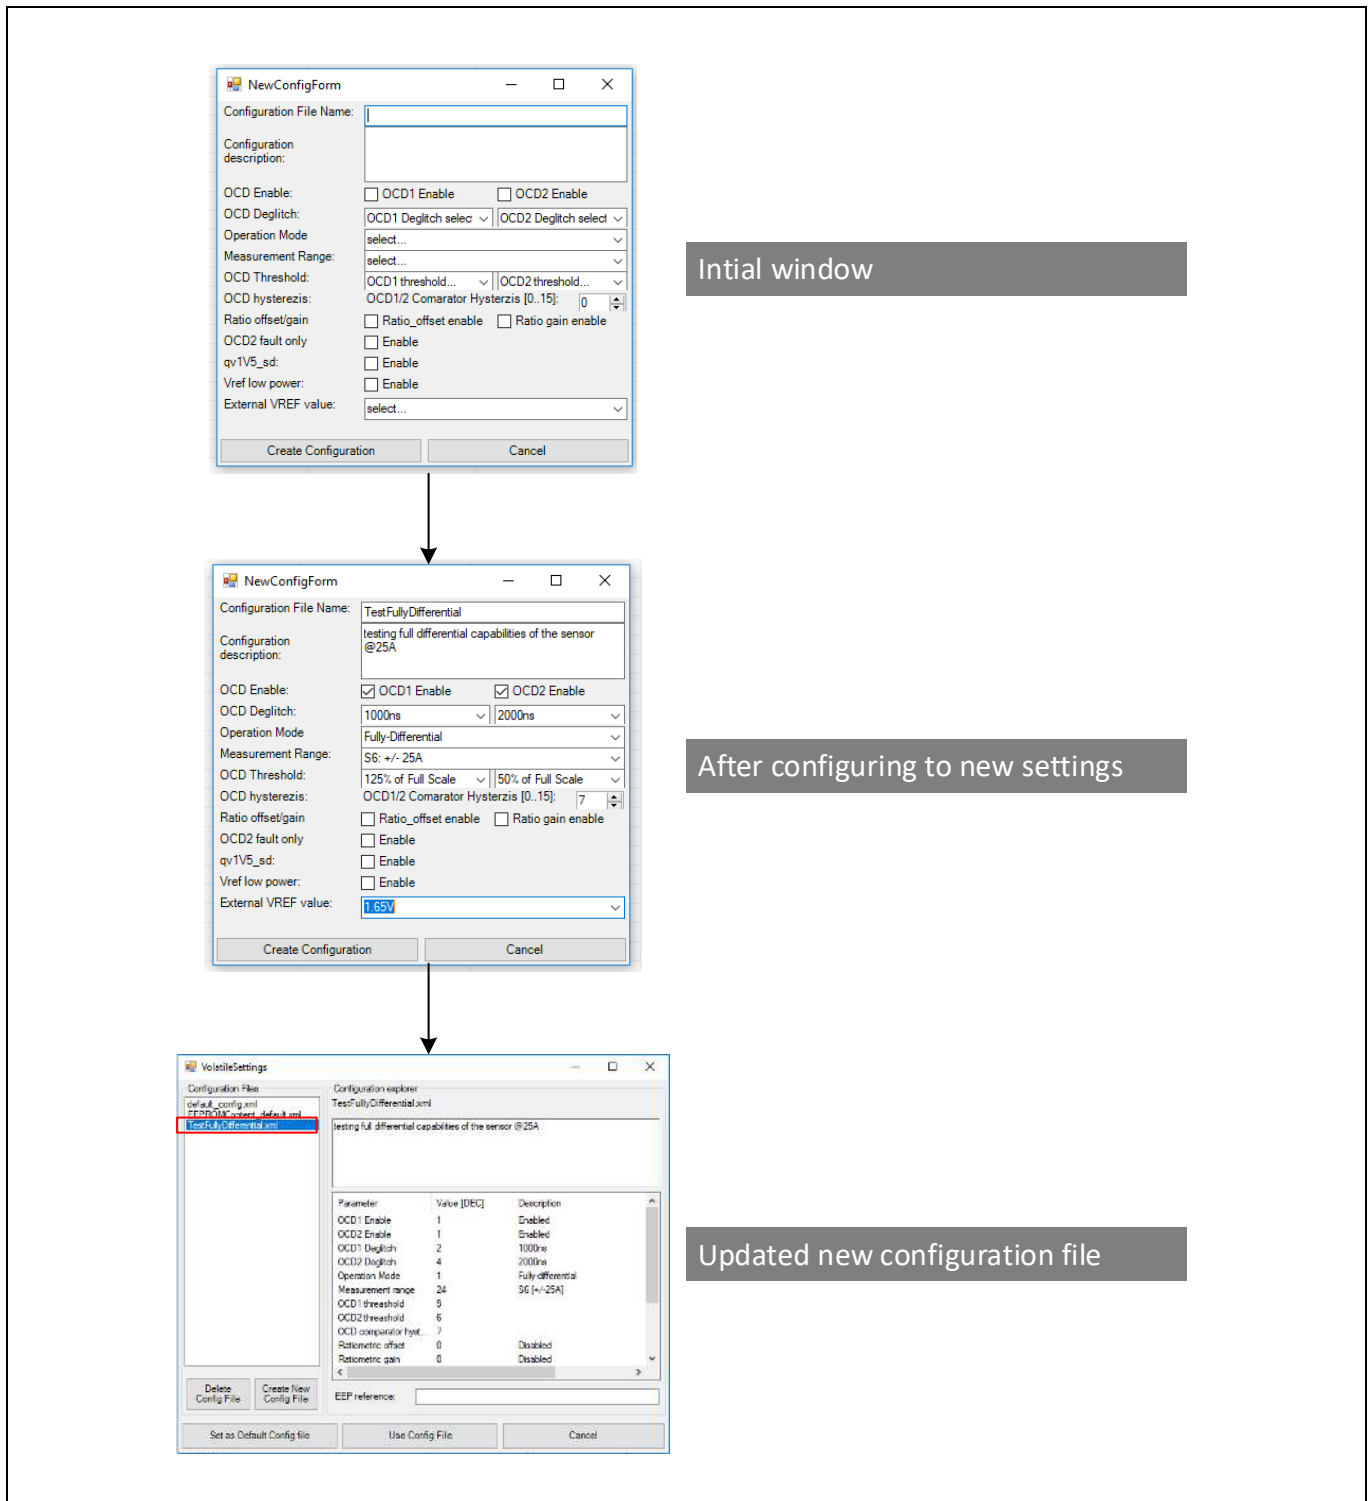 NewConfigForm
Configuration File Name:
Configuration
description:
OCD Enable: OCD1 Enable OCD2 Enable
OCD Deglitch: OCD1 Deglitch selec OCD2 Deglitch select
Operation Mode select...
Measurement Range: select...
OCD Threshold: OCD1 threshold... OCD2 threshold...
OCD hysterezis: OCD1/2 Comarator Hysterzis [0..15]: 0
Ratio offset/gain Ratio_offset enable Ratio gain enable
OCD2 fault only Enable
qv1V5_sd: Enable
Vref low power: Enable
External VREF value: select...
Create Configuration Cancel
Intial window
NewConfigForm
Configuration File Name: TestFullyDifferential
Configuration
description:
testing full differential capabilities of the sensor
@25A
OCD Enable: OCD1 Enable OCD2 Enable
OCD Deglitch: 1000ns 2000ns
Operation Mode Fully-Differential
Measurement Range: S6: +/- 25A
OCD Threshold: 125% of Full Scale 50% of Full Scale
OCD hysterezis: OCD1/2 Comarator Hysterzis [0..15]: 7
Ratio offset/gain Ratio_offset enable Ratio gain enable
OCD2 fault only Enable
qv1V5_sd: Enable
Vref low power: Enable
External VREF value: 1.65V
Create Configuration Cancel
After configuring to new settings
VolatileSettings
Configuration Files
default_config.xml
EEPROMContent_default.xml
TestFullyDifferential.xml
Configuration explorer
TestFullyDifferential.xml
testing full differential capabilities of the sensor @25A
Parameter Value [DEC] Description
OCD1 Enable 1 Enabled
OCD2 Enable 1 Enabled
OCD1 Deglitch 2 1000ns
OCD2 Deglitch 4 2000ns
Operation Mode 1 Fully differential
Measurement range 24 S6 [+/-25A]
OCD1 threashold
OCD2 threashold 6
OCD comparator hyst... 7
Ratiometric offset 0 Disabled
Ratiometric gain 0 Disabled
Delete
Config File
Create New
Config File
EEP reference:
Set as Default Config file Use Config File Cancel
Updated new configuration file